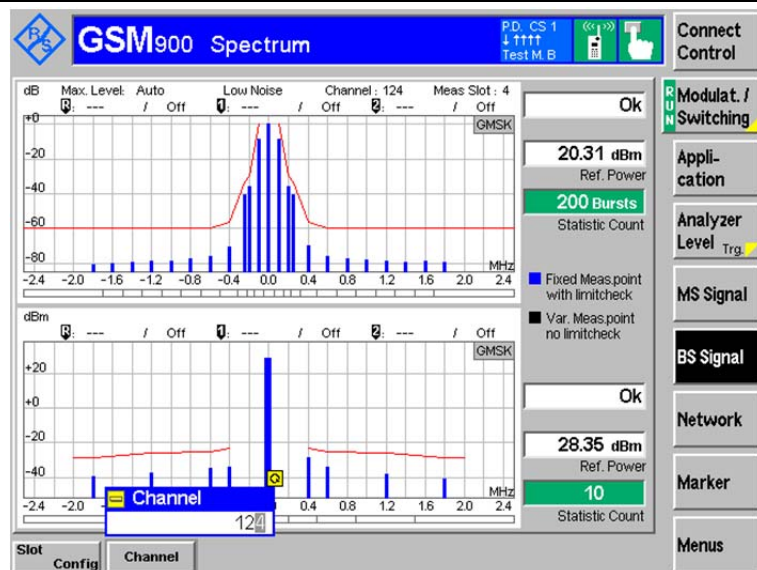 R&S
GSM900 Spectrum
P.D. CS 1
↓↑↑↑↑
Test M. B
Connect Control
dB Max. Level: Auto Low Noise Channel : 124 Meas Slot : 4
R: --- / Off 1: --- / Off 2: --- / Off
GMSK
+0
-20
-40
-60
-80
MHz
-2.4 -2.0 -1.6 -1.2 -0.8 -0.4 0.0 0.4 0.8 1.2 1.6 2.0 2.4
Ok
20.31 dBm
Ref. Power
200 Bursts
Statistic Count
Fixed Meas.point
with limitcheck
Var. Meas.point
no limitcheck
dBm
R: --- / Off 1: --- / Off 2: --- / Off
GMSK
+20
+0
-20
-40
MHz
-2.4 -2.0 0.4 0.8 1.2 1.6 2.0 2.4
Channel
124
Ok
28.35 dBm
Ref. Power
10
Statistic Count
RUN
Modulat. /
Switching
Appli-
cation
Analyzer
Level Trg.
MS Signal
BS Signal
Network
Marker
Menus
Slot
Config
Channel